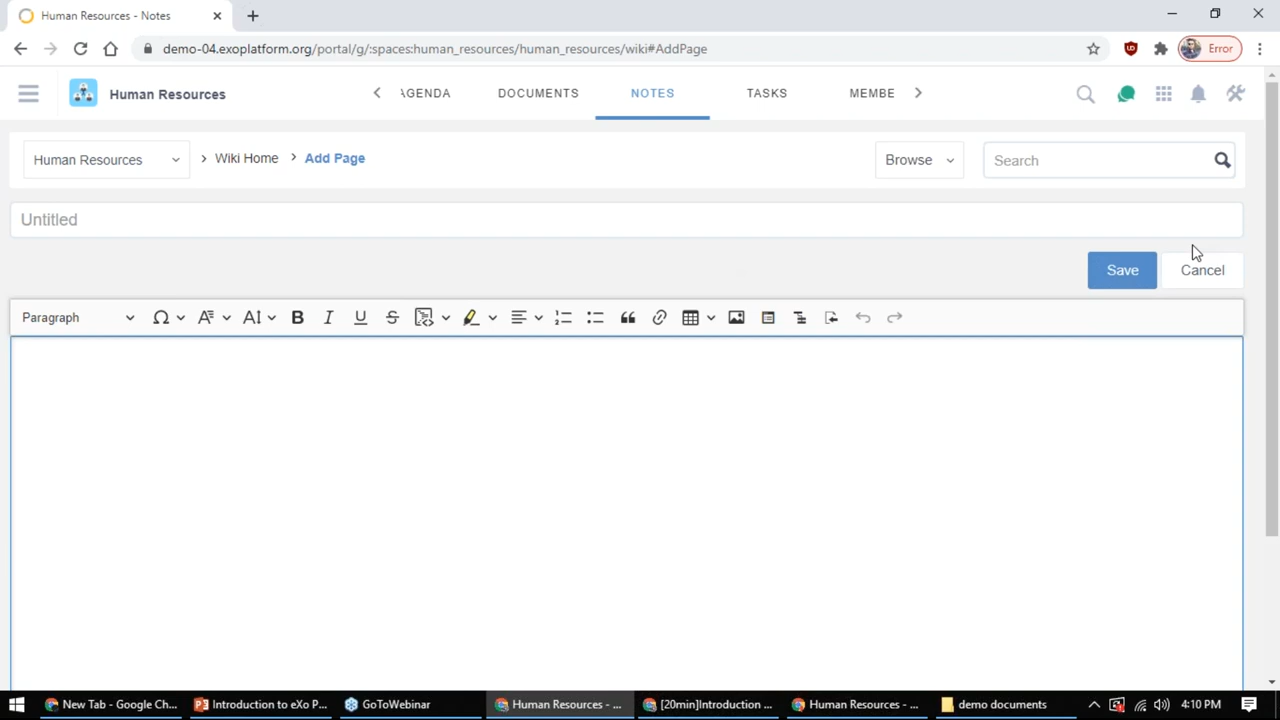 Human Resources - Notes
demo-04.exoplatform.org/portal/g/:spaces:human_resources/human_resources/wiki#AddPage
Error
Human Resources
AGENDA DOCUMENTS NOTES TASKS MEMBE
Human Resources Wiki Home Add Page Browse Search
Untitled
Save Cancel
Paragraph
New Tab - Google Ch... Introduction to eXo P... GoToWebinar Human Resources - ... [20min]Introduction ... Human Resources - ... demo documents 4:10 PM